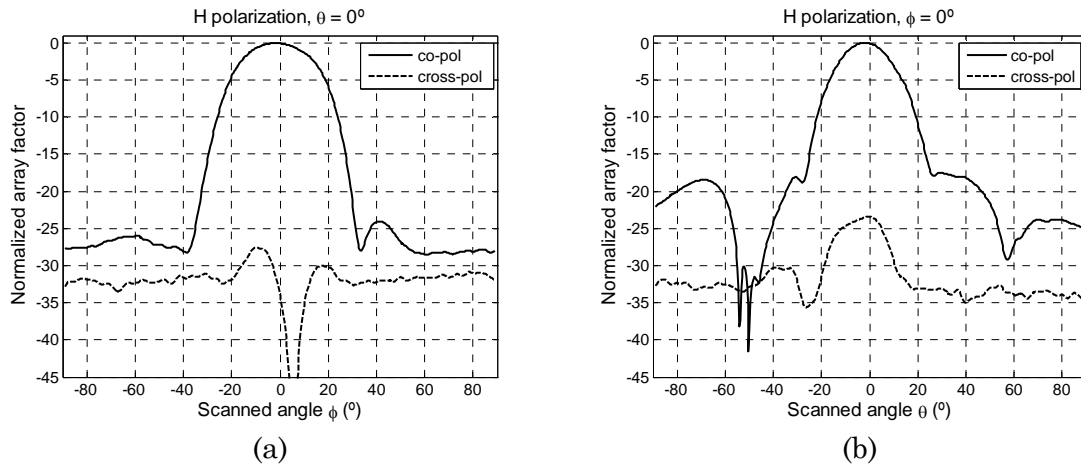 H polarization, θ = 0º
co-pol
cross-pol
Normalized array factor
0
-5
-10
-15
-20
-25
-30
-35
-40
-45
-80 -60 -40 -20 0 20 40 60 80
Scanned angle ϕ (º)
(a)
H polarization, ϕ = 0º
co-pol
cross-pol
Normalized array factor
0
-5
-10
-15
-20
-25
-30
-35
-40
-45
-80 -60 -40 -20 0 20 40 60 80
Scanned angle θ (º)
(b)